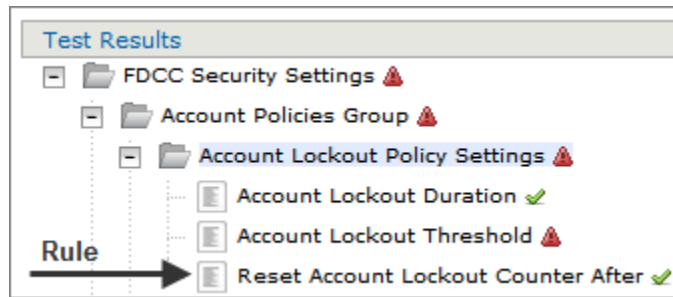 Test Results
FDCC Security Settings
Account Policies Group
Account Lockout Policy Settings
Account Lockout Duration
Account Lockout Threshold
Rule
Reset Account Lockout Counter After